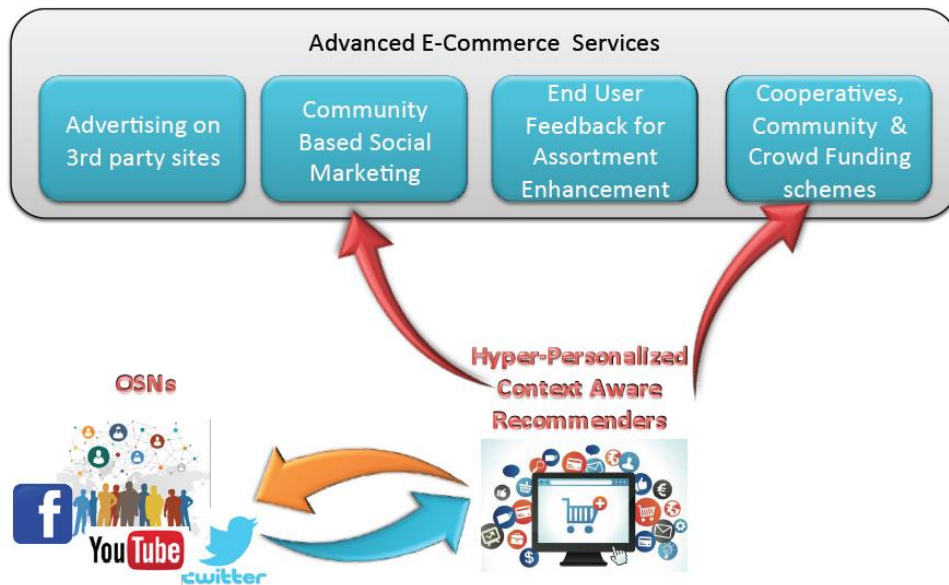 Advanced E-Commerce Services
Advertising on
3rd party sites
Community
Based Social
Marketing
End User
Feedback for
Assortment
Enhancement
Cooperatives,
Community &
Crowd Funding
schemes
Hyper-Personalized
Context Aware
Recommenders
OSNs
f
YouTube
twitter
€
$